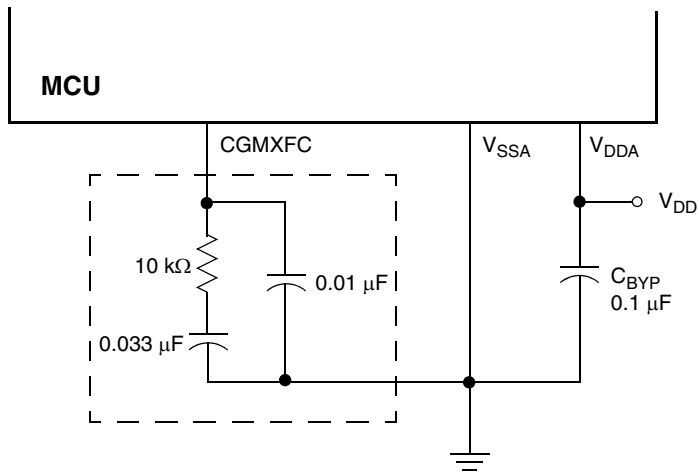 MCU
CGMXFC
VSSA
VDDA
VDD
10 kΩ
0.01 μF
CBYP
0.1 μF
0.033 μF